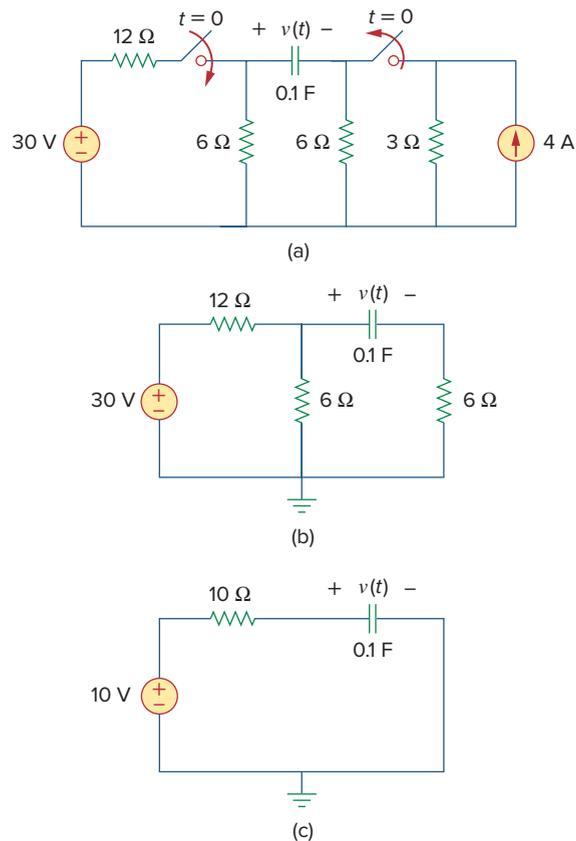 t = 0
t = 0
12 Ω
+ v(t) −
0.1 F
30 V
+
−
6 Ω
6 Ω
3 Ω
4 A
(a)
12 Ω
+ v(t) −
0.1 F
30 V
+
−
6 Ω
6 Ω
(b)
10 Ω
+ v(t) −
0.1 F
10 V
+
−
(c)